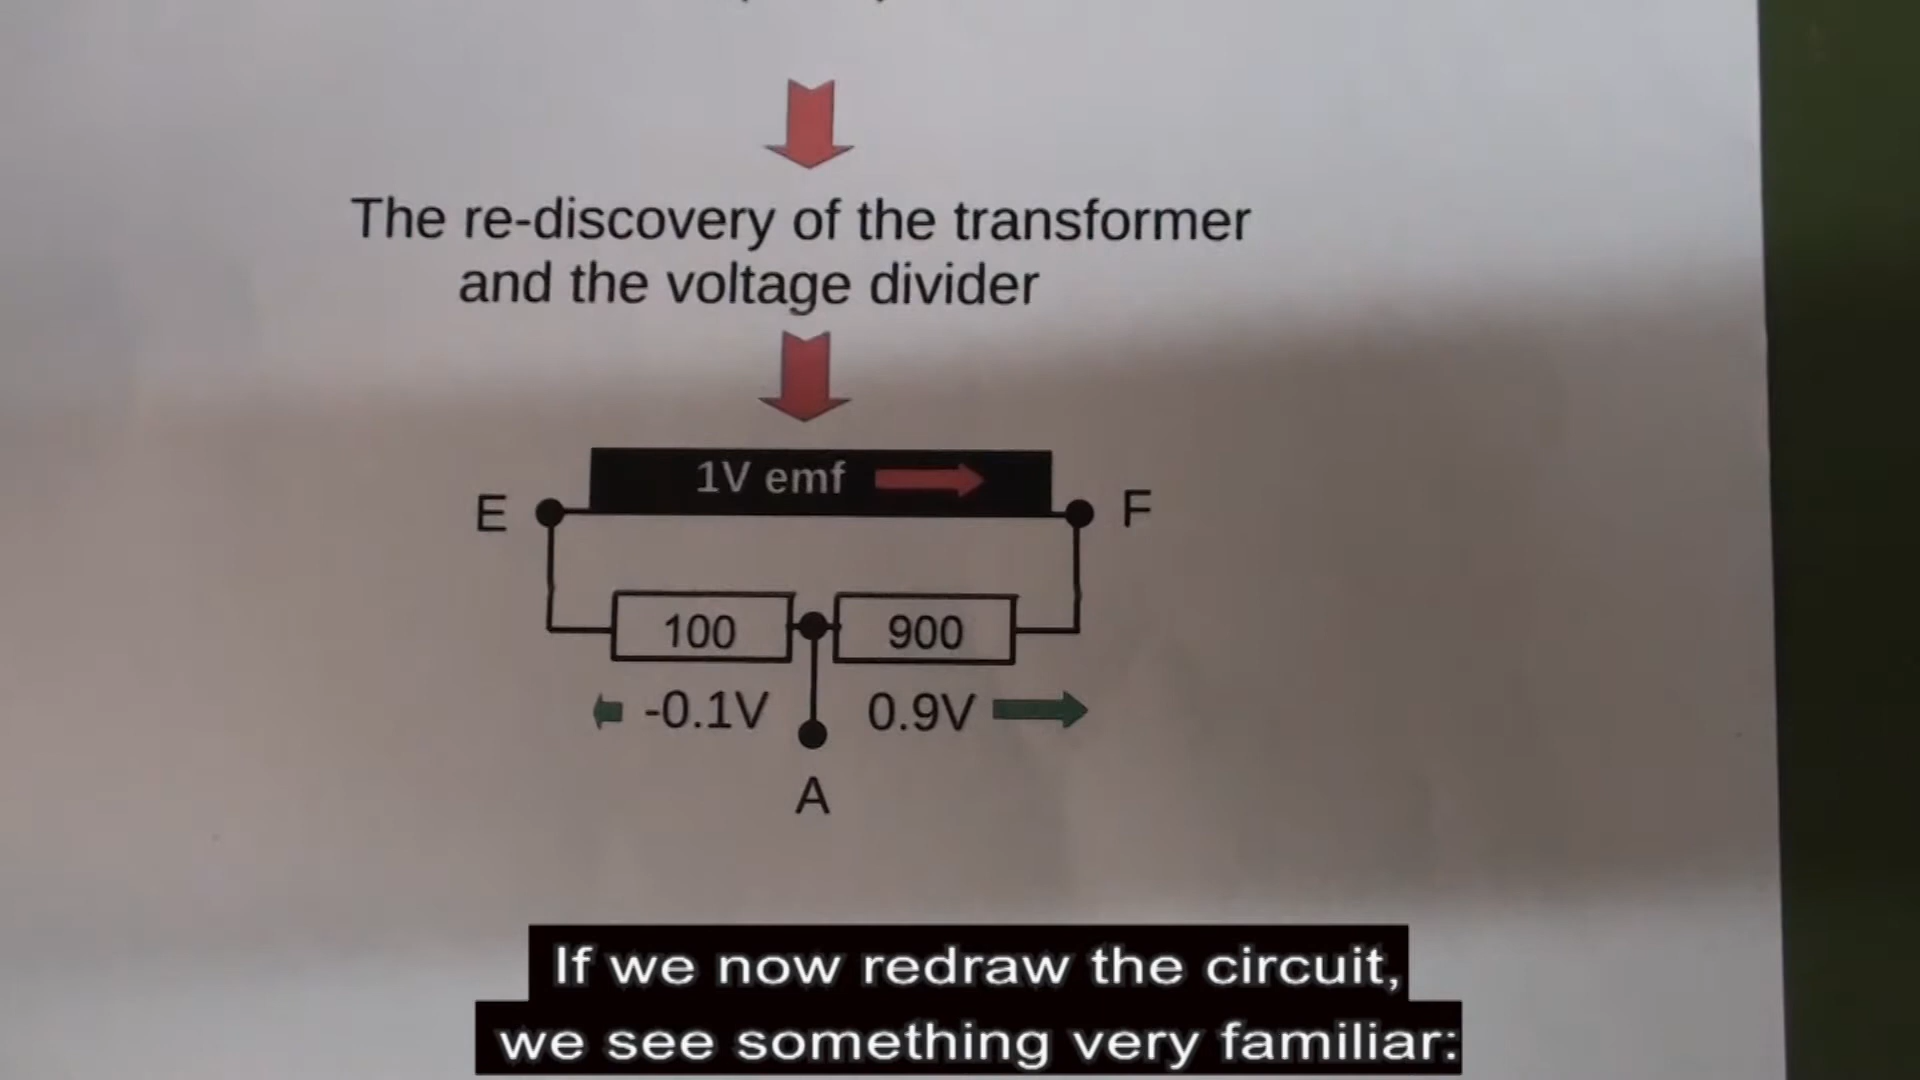 The re-discovery of the transformer
and the voltage divider
1V emf
E
F
100
900
-0.1V
0.9V
A
If we now redraw the circuit,
we see something very familiar: